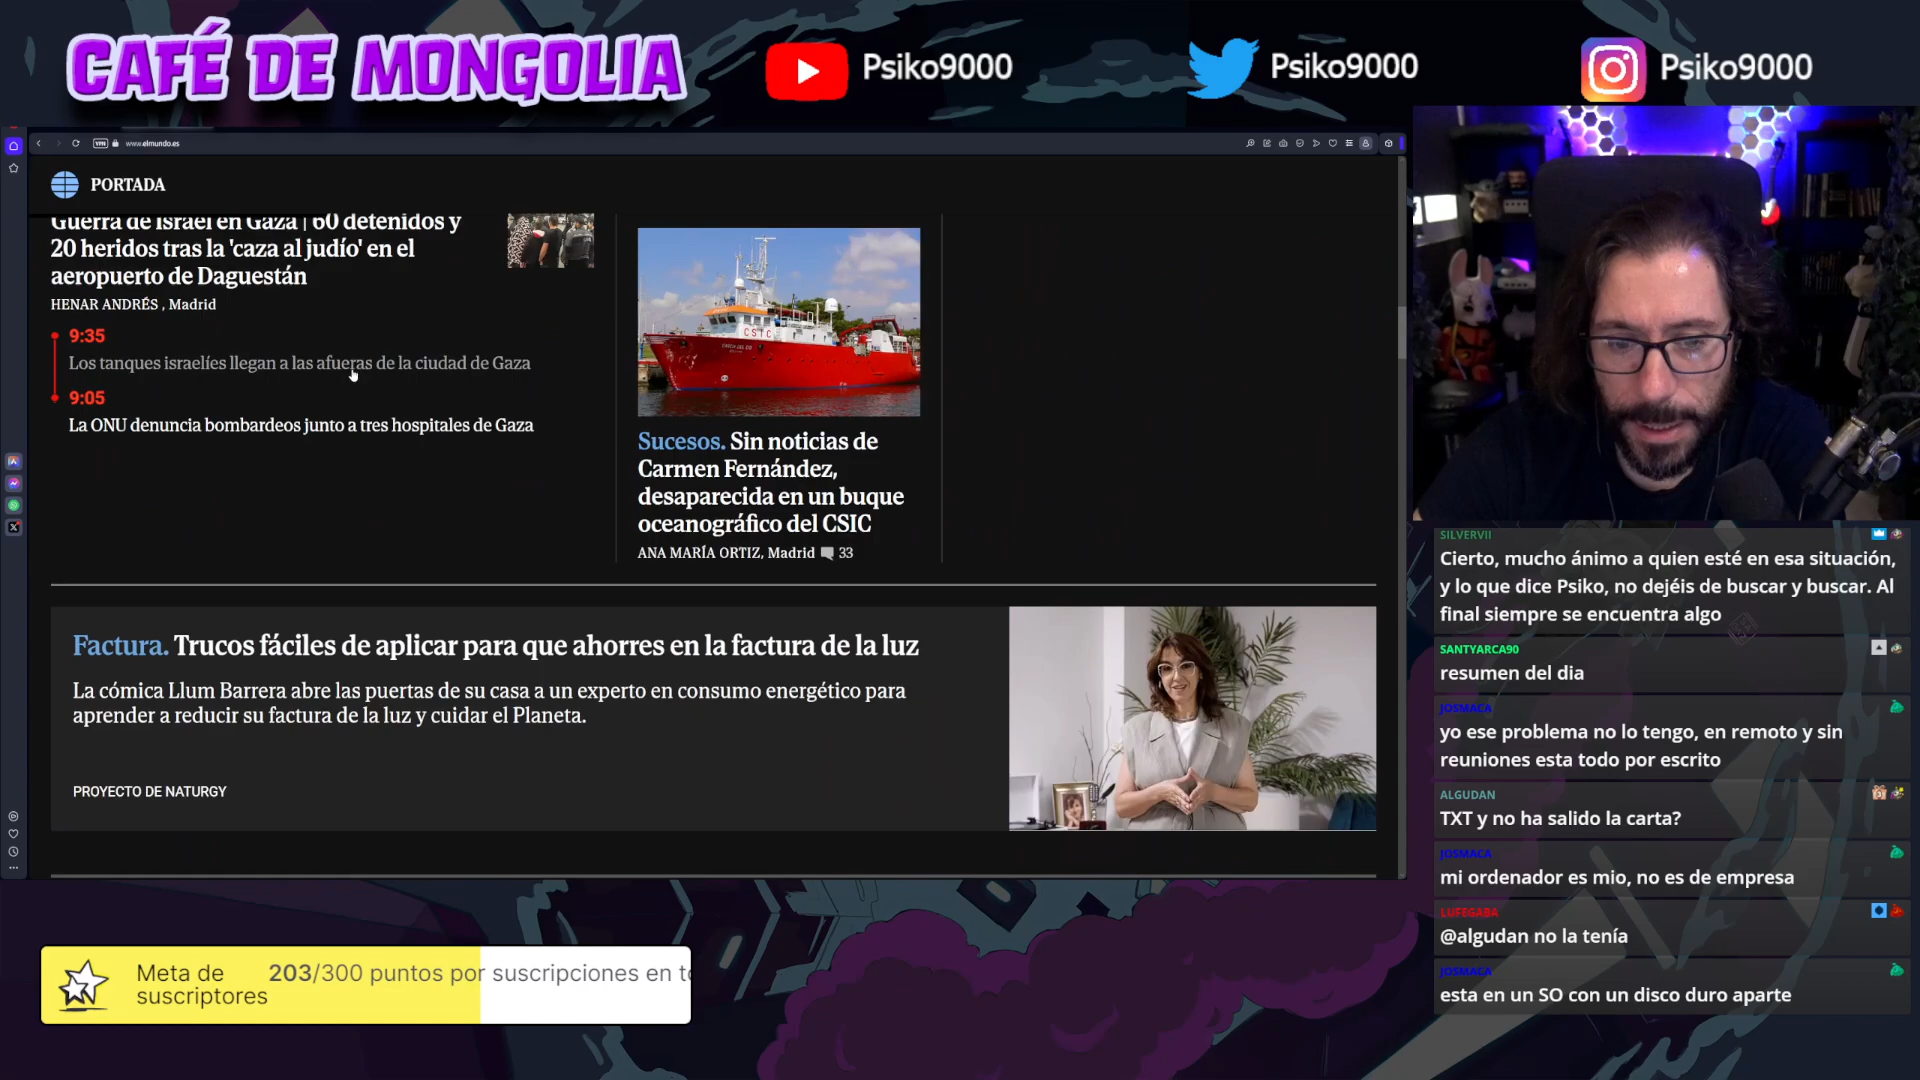 CAFÉ DE MONGOLIA
Psiko9000
Psiko9000
Psiko9000
VPN
www.elmundo.es
PORTADA
Guerra de Israel en Gaza | 60 detenidos y
20 heridos tras la 'caza al judío' en el
aeropuerto de Daguestán
HENAR ANDRÉS , Madrid
9:35
Los tanques israelíes llegan a las afueras de la ciudad de Gaza
9:05
La ONU denuncia bombardeos junto a tres hospitales de Gaza
CSIC
Sucesos. Sin noticias de
Carmen Fernández,
desaparecida en un buque
oceanográfico del CSIC
ANA MARÍA ORTIZ, Madrid 33
Factura. Trucos fáciles de aplicar para que ahorres en la factura de la luz
La cómica Llum Barrera abre las puertas de su casa a un experto en consumo energético para
aprender a reducir su factura de la luz y cuidar el Planeta.
PROYECTO DE NATURGY
Meta de
suscriptores
203/300 puntos por suscripciones en to
SILVERVII
Cierto, mucho ánimo a quien esté en esa situación,
y lo que dice Psiko, no dejéis de buscar y buscar. Al
final siempre se encuentra algo
SANTYARCA90
resumen del dia
JOSMACA
yo ese problema no lo tengo, en remoto y sin
reuniones esta todo por escrito
ALGUDAN
TXT y no ha salido la carta?
JOSMACA
mi ordenador es mio, no es de empresa
LUFEGABA
@algudan no la tenía
JOSMACA
esta en un SO con un disco duro aparte